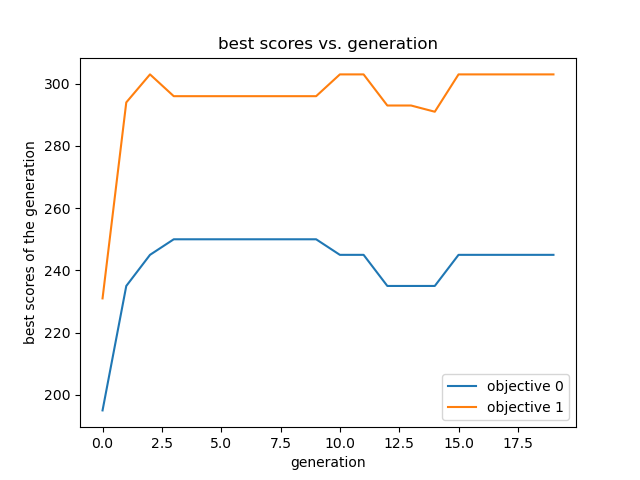 best scores vs. generation
best scores of the generation
300
280
260
240
220
200
objective 0
objective 1
0.0 2.5 5.0 7.5 10.0 12.5 15.0 17.5
generation